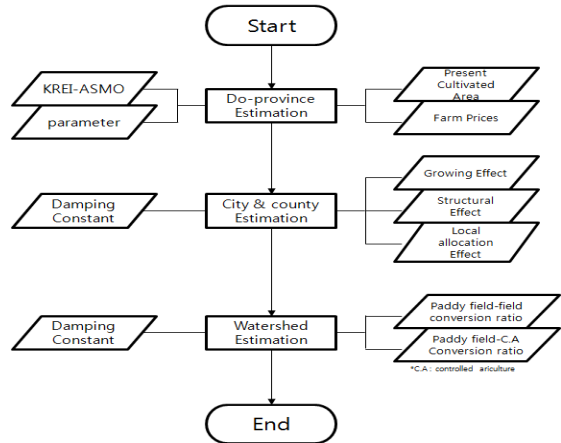 Start
KREI-ASMO
parameter
Do-province
Estimation
Present
Cultivated
Area
Farm Prices
Damping
Constant
City & county
Estimation
Growing Effect
Structural
Effect
Local
allocation
Effect
Damping
Constant
Watershed
Estimation
Paddy field-field
conversion ratio
Paddy field-C.A
Conversion ratio
*C.A : controlled ariculture
End